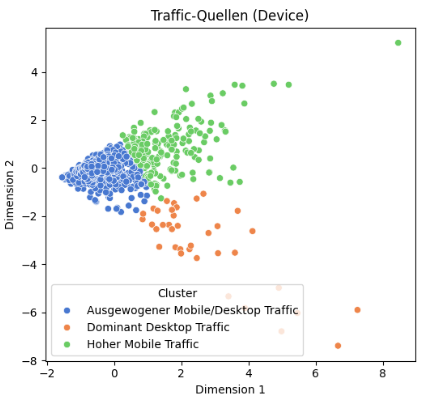 Traffic-Quellen (Device)
4
2
0
−2
−4
−6
−8
Dimension 2
Cluster
Ausgewogener Mobile/Desktop Traffic
Dominant Desktop Traffic
Hoher Mobile Traffic
−2 0 2 4 6 8
Dimension 1